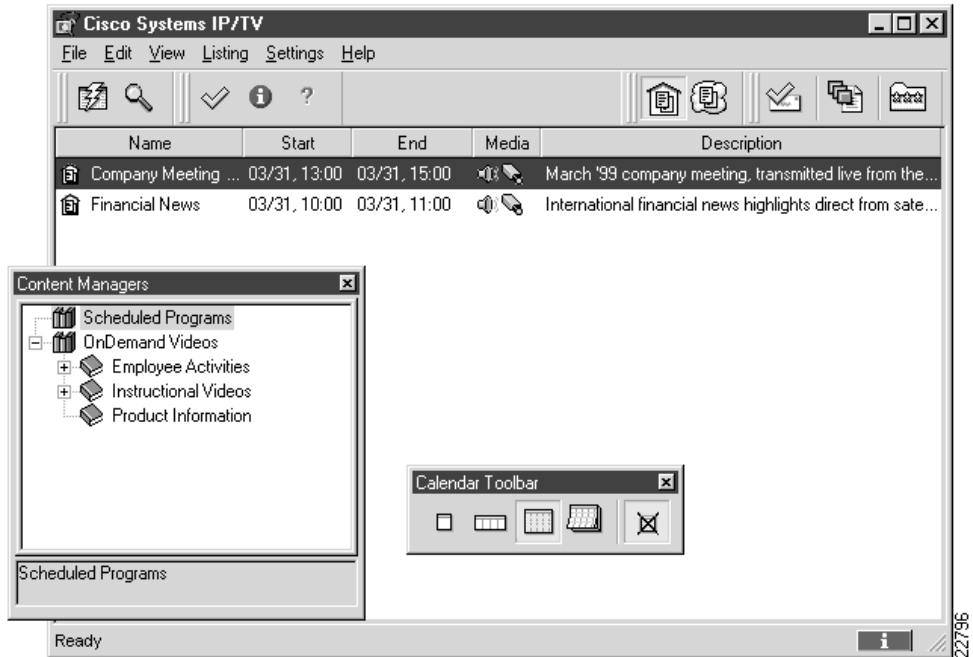 Cisco Systems IP/TV
File Edit View Listing Settings Help
?
Name Start End Media Description
Company Meeting ... 03/31, 13:00 03/31, 15:00 March '99 company meeting, transmitted live from the...
Financial News 03/31, 10:00 03/31, 11:00 International financial news highlights direct from sate...
Content Managers
Scheduled Programs
OnDemand Videos
Employee Activities
Instructional Videos
Product Information
Scheduled Programs
Calendar Toolbar
Ready
22796